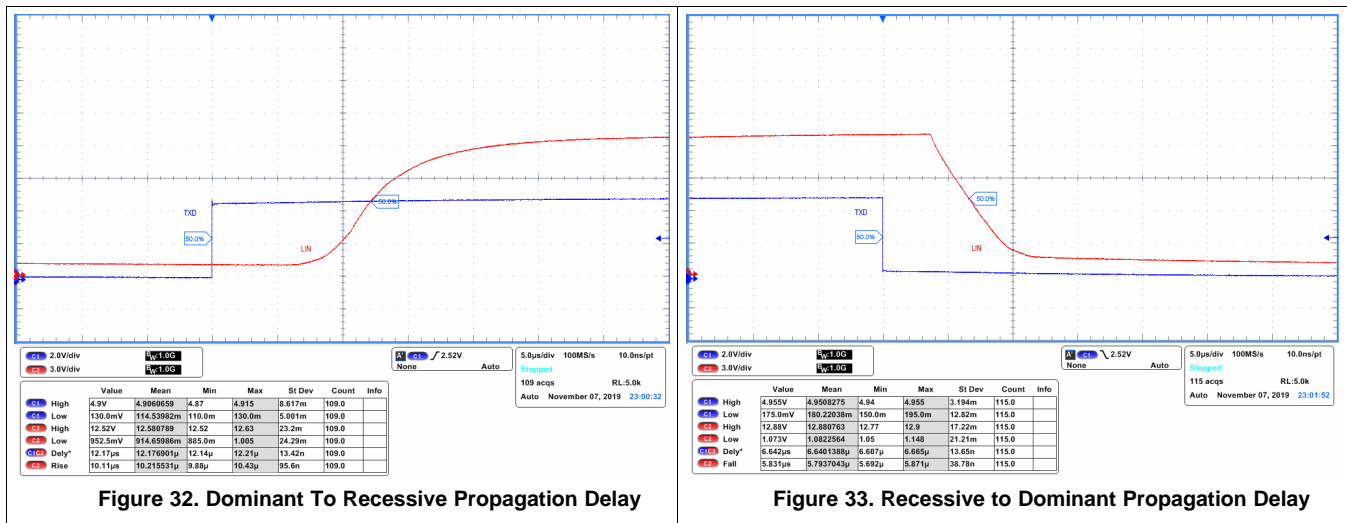 TXD
50.0%
50.0%
LIN
C1 2.0V/div BW:1.0G
C2 3.0V/div BW:1.0G
A' C1 2.52V
None Auto
5.0µs/div 100MS/s 10.0ns/pt
Stopped
109 acqs RL:5.0k
Auto November 07, 2019 23:00:32
Value Mean Min Max St Dev Count Info
C1 High 4.9V 4.9060659 4.87 4.915 8.617m 109.0
C1 Low 130.0mV 114.53982m 110.0m 130.0m 5.001m 109.0
C2 High 12.52V 12.580789 12.52 12.63 23.2m 109.0
C2 Low 952.5mV 914.65986m 885.0m 1.005 24.29m 109.0
C1C2 Dely* 12.17µs 12.176901µ 12.14µ 12.21µ 13.42n 109.0
C2 Rise 10.11µs 10.215531µ 9.88µ 10.43µ 95.6n 109.0
Figure 32. Dominant To Recessive Propagation Delay
50.0%
TXD
50.0%
LIN
C1 2.0V/div BW:1.0G
C2 3.0V/div BW:1.0G
A' C1 2.52V
None Auto
5.0µs/div 100MS/s 10.0ns/pt
Stopped
115 acqs RL:5.0k
Auto November 07, 2019 23:01:52
Value Mean Min Max St Dev Count Info
C1 High 4.955V 4.9508275 4.94 4.955 3.194m 115.0
C1 Low 175.0mV 180.22038m 150.0m 195.0m 12.82m 115.0
C2 High 12.88V 12.880763 12.77 12.9 17.22m 115.0
C2 Low 1.073V 1.0822564 1.05 1.148 21.21m 115.0
C1C2 Dely* 6.642µs 6.6401388µ 6.607µ 6.665µ 13.65n 115.0
C2 Fall 5.831µs 5.7937043µ 5.692µ 5.871µ 38.78n 115.0
Figure 33. Recessive to Dominant Propagation Delay